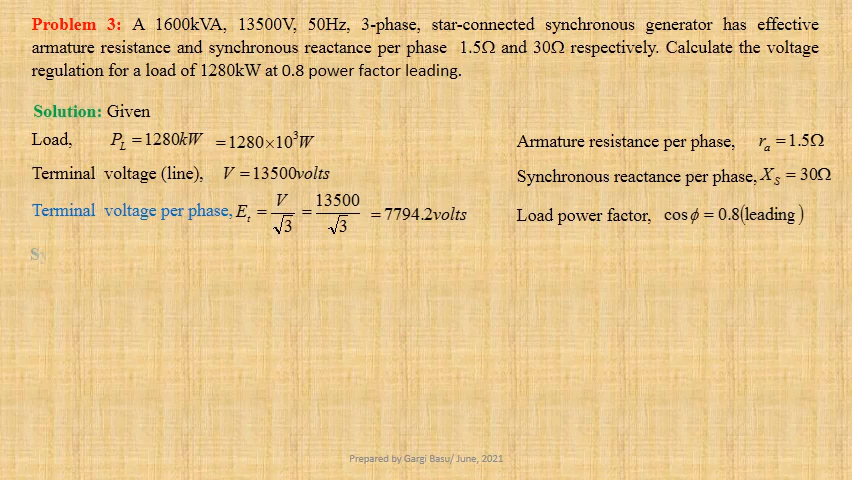 Problem 3: A 1600kVA, 13500V, 50Hz, 3-phase, star-connected synchronous generator has effective
armature resistance and synchronous reactance per phase 1.5Ω and 30Ω respectively. Calculate the voltage
regulation for a load of 1280kW at 0.8 power factor leading.
Solution: Given
Load, P_L = 1280kW = 1280×10³W
Armature resistance per phase, r_a = 1.5Ω
Terminal voltage (line), V = 13500volts
Synchronous reactance per phase, X_S = 30Ω
Terminal voltage per phase, E_t = V/√3 = 13500/√3 = 7794.2volts
Load power factor, cos ϕ = 0.8(leading)
Prepared by Gargi Basu/ June, 2021